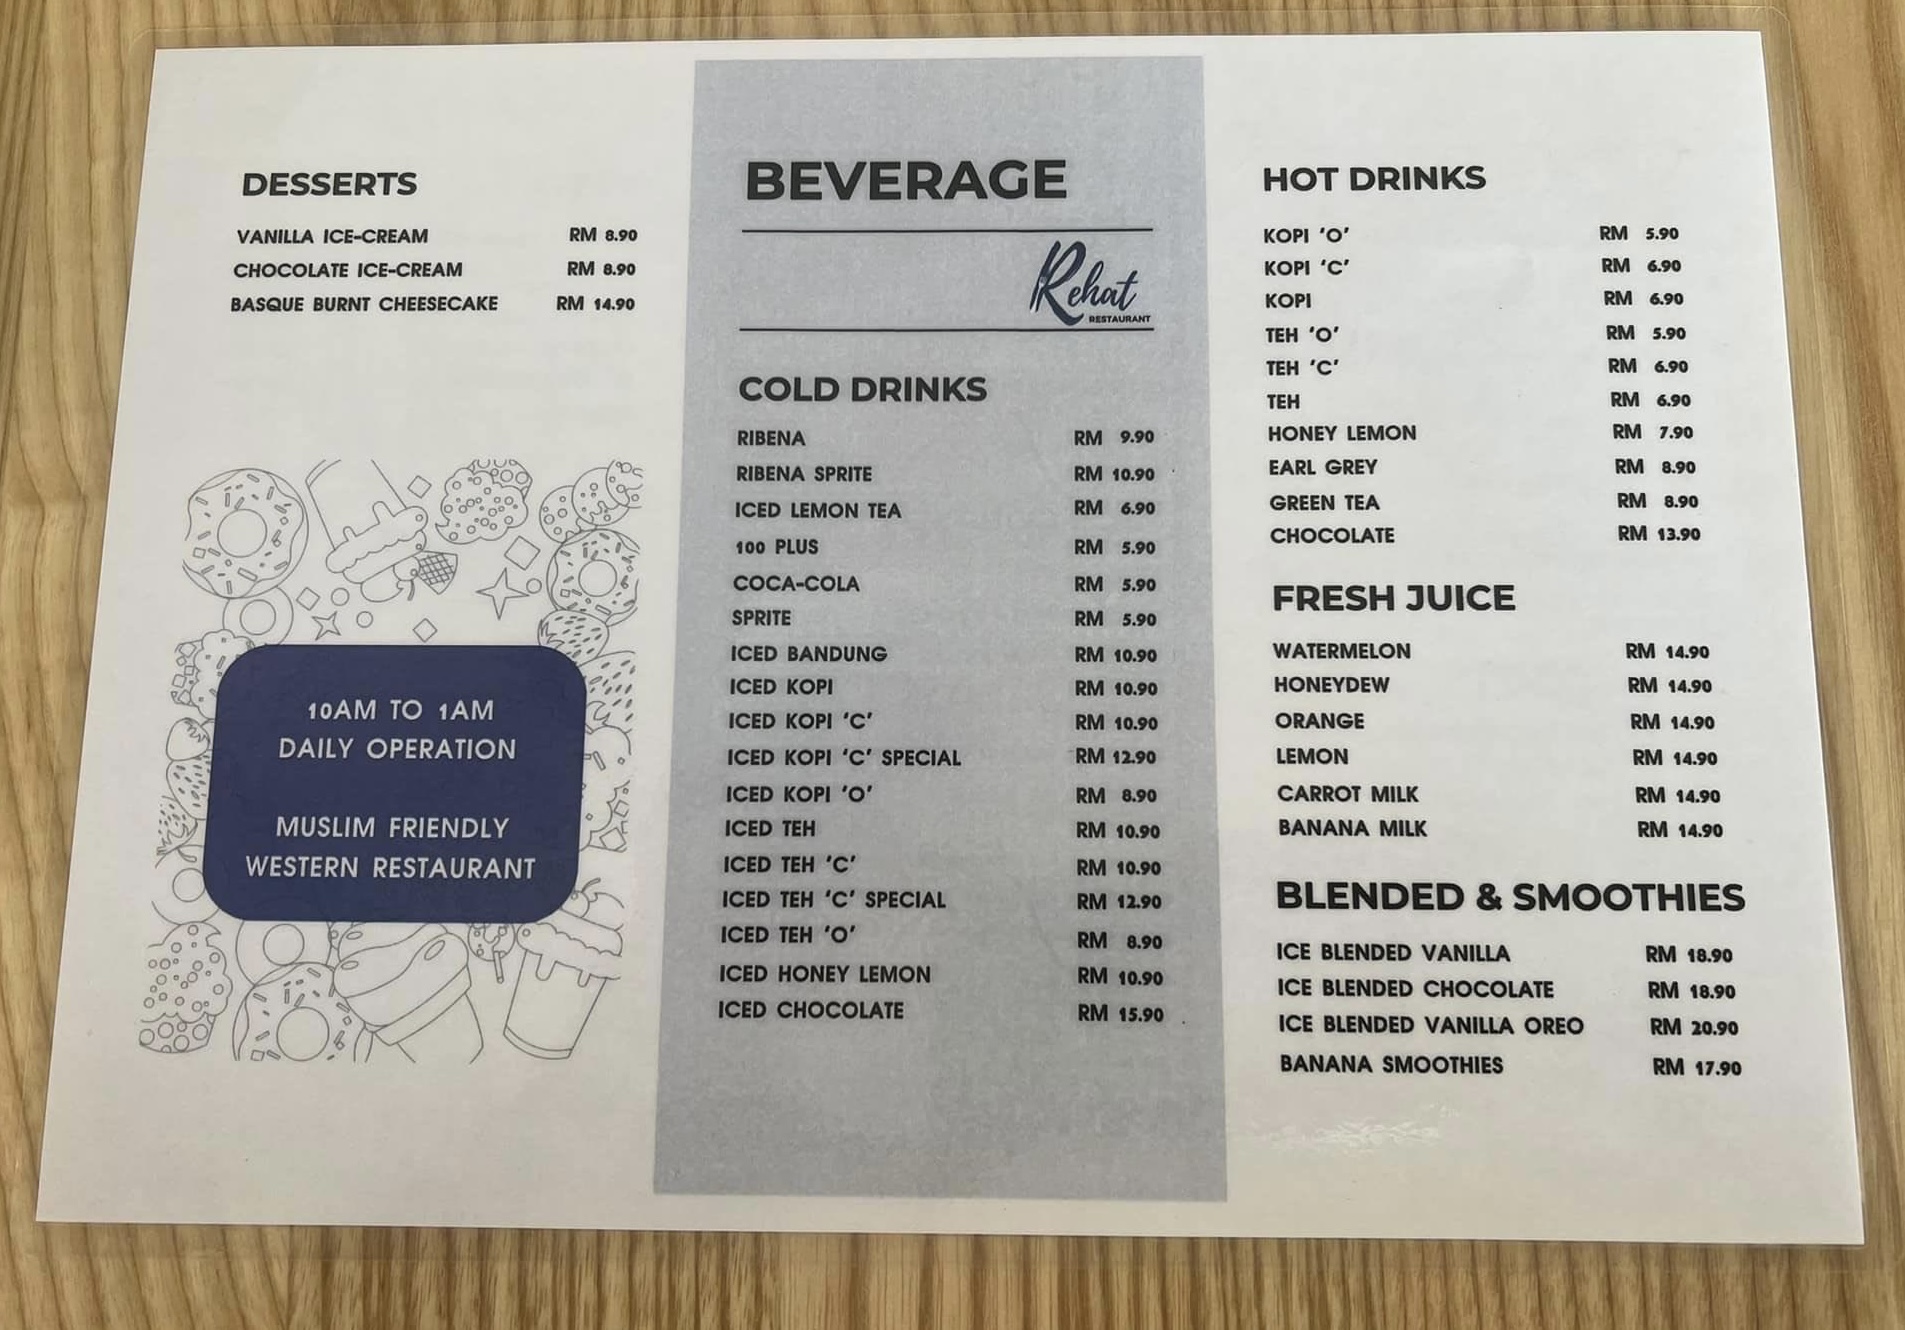 DESSERTS
VANILLA ICE-CREAM RM 8.90
CHOCOLATE ICE-CREAM RM 8.90
BASQUE BURNT CHEESECAKE RM 14.90
10AM TO 1AM
DAILY OPERATION
MUSLIM FRIENDLY
WESTERN RESTAURANT
BEVERAGE
Rehat
RESTAURANT
COLD DRINKS
RIBENA RM 9.90
RIBENA SPRITE RM 10.90
ICED LEMON TEA RM 6.90
100 PLUS RM 5.90
COCA-COLA RM 5.90
SPRITE RM 5.90
ICED BANDUNG RM 10.90
ICED KOPI RM 10.90
ICED KOPI 'C' RM 10.90
ICED KOPI 'C' SPECIAL RM 12.90
ICED KOPI 'O' RM 8.90
ICED TEH RM 10.90
ICED TEH 'C' RM 10.90
ICED TEH 'C' SPECIAL RM 12.90
ICED TEH 'O' RM 8.90
ICED HONEY LEMON RM 10.90
ICED CHOCOLATE RM 15.90
HOT DRINKS
KOPI 'O' RM 5.90
KOPI 'C' RM 6.90
KOPI RM 6.90
TEH 'O' RM 5.90
TEH 'C' RM 6.90
TEH RM 6.90
HONEY LEMON RM 7.90
EARL GREY RM 8.90
GREEN TEA RM 8.90
CHOCOLATE RM 13.90
FRESH JUICE
WATERMELON RM 14.90
HONEYDEW RM 14.90
ORANGE RM 14.90
LEMON RM 14.90
CARROT MILK RM 14.90
BANANA MILK RM 14.90
BLENDED & SMOOTHIES
ICE BLENDED VANILLA RM 18.90
ICE BLENDED CHOCOLATE RM 18.90
ICE BLENDED VANILLA OREO RM 20.90
BANANA SMOOTHIES RM 17.90